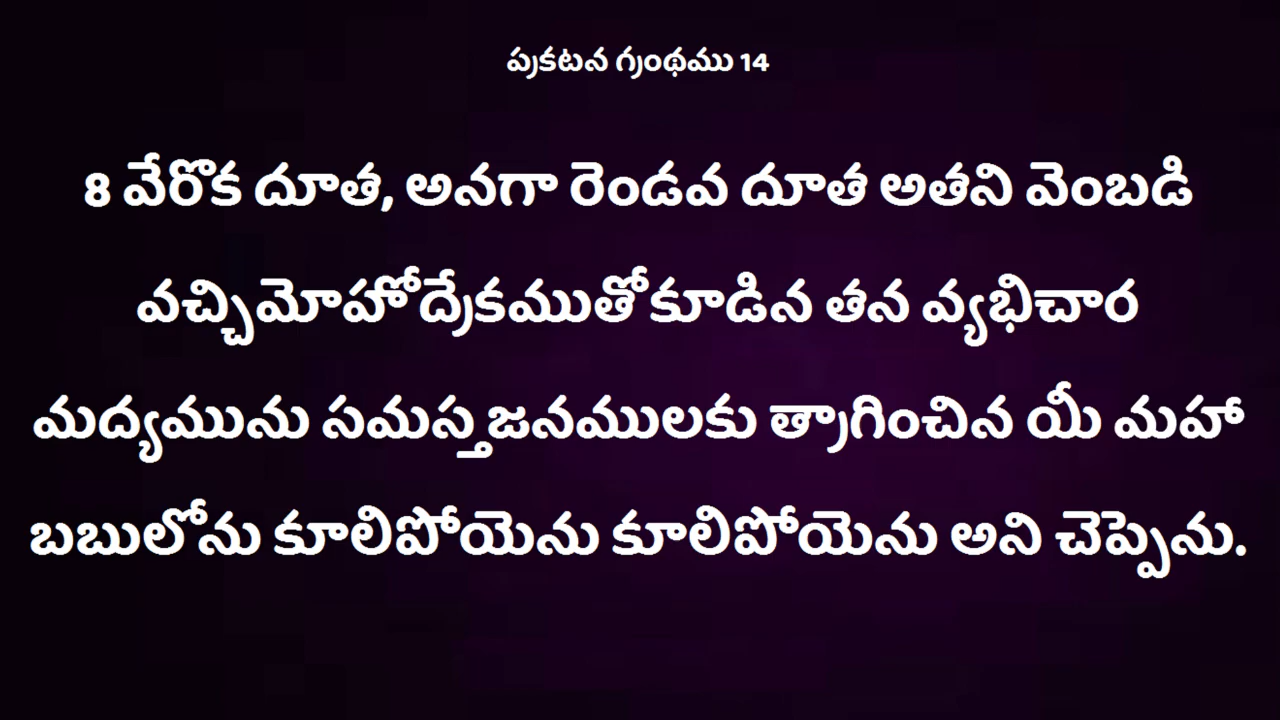 ప్రకటన గ్రంథము 14
8 వేరొక దూత, అనగా రెండవ దూత అతని వెంబడి
వచ్చిమోహోద్రేకముతోకూడిన తన వ్యభిచార
మద్యమును సమస్తజనములకు త్రాగించిన యీ మహా
బబులోను కూలిపోయెను కూలిపోయెను అని చెప్పెను.